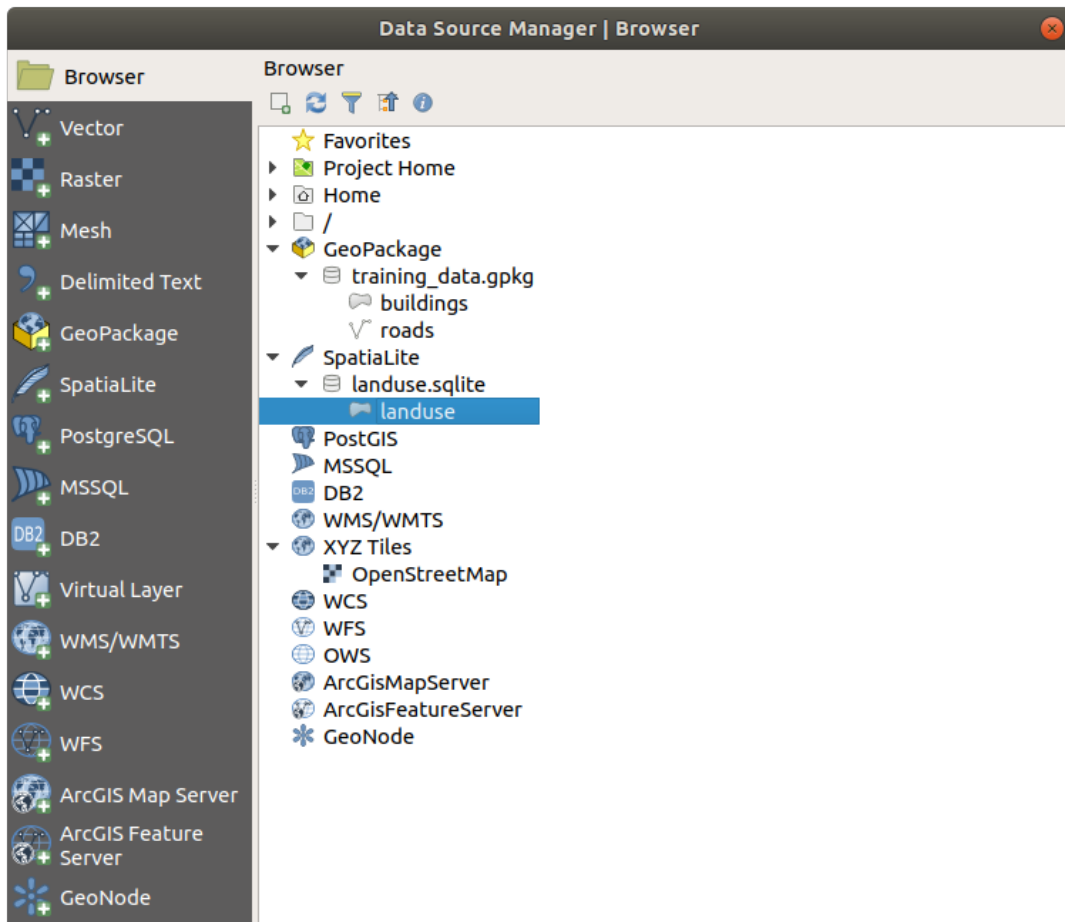 Data Source Manager | Browser
Browser
Vector
Raster
Mesh
Delimited Text
GeoPackage
SpatiaLite
PostgreSQL
MSSQL
DB2
DB2
Virtual Layer
WMS/WMTS
WCS
WFS
ArcGIS Map Server
ArcGIS Feature
Server
GeoNode
Browser
Favorites
Project Home
Home
/
GeoPackage
training_data.gpkg
buildings
roads
SpatiaLite
landuse.sqlite
landuse
PostGIS
MSSQL
DB2 DB2
WMS/WMTS
XYZ Tiles
OpenStreetMap
WCS
WFS
OWS
ArcGisMapServer
ArcGisFeatureServer
GeoNode